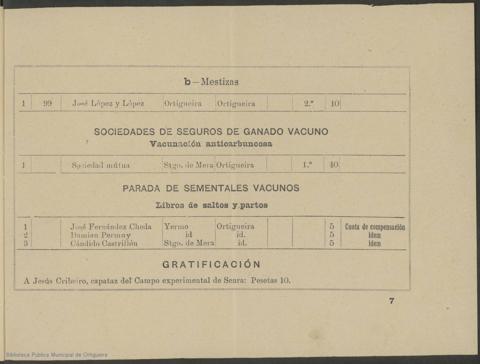 b—Mestizas
1 99 José López y López Ortigueira Ortigueira 2.º 10
SOCIEDADES DE SEGUROS DE GANADO VACUNO
Vacunación anticarbuncosa
1 Sociedad mútua Stgo. de Mera Ortigueira 1.º 40
PARADA DE SEMENTALES VACUNOS
Libros de saltos y partos
1 José Fernández Cheda Yermo Ortigueira 5 Cuota de compensación
2 Damian Permuy id id. 5 Idem
3 Cándido Castrillón Stgo. de Mera id. 5 Idem
GRATIFICACIÓN
A Jesús Cribeiro, capataz del Campo experimental de Senra: Pesetas 10.
7
Biblioteca Pública Municipal de Ortigueira